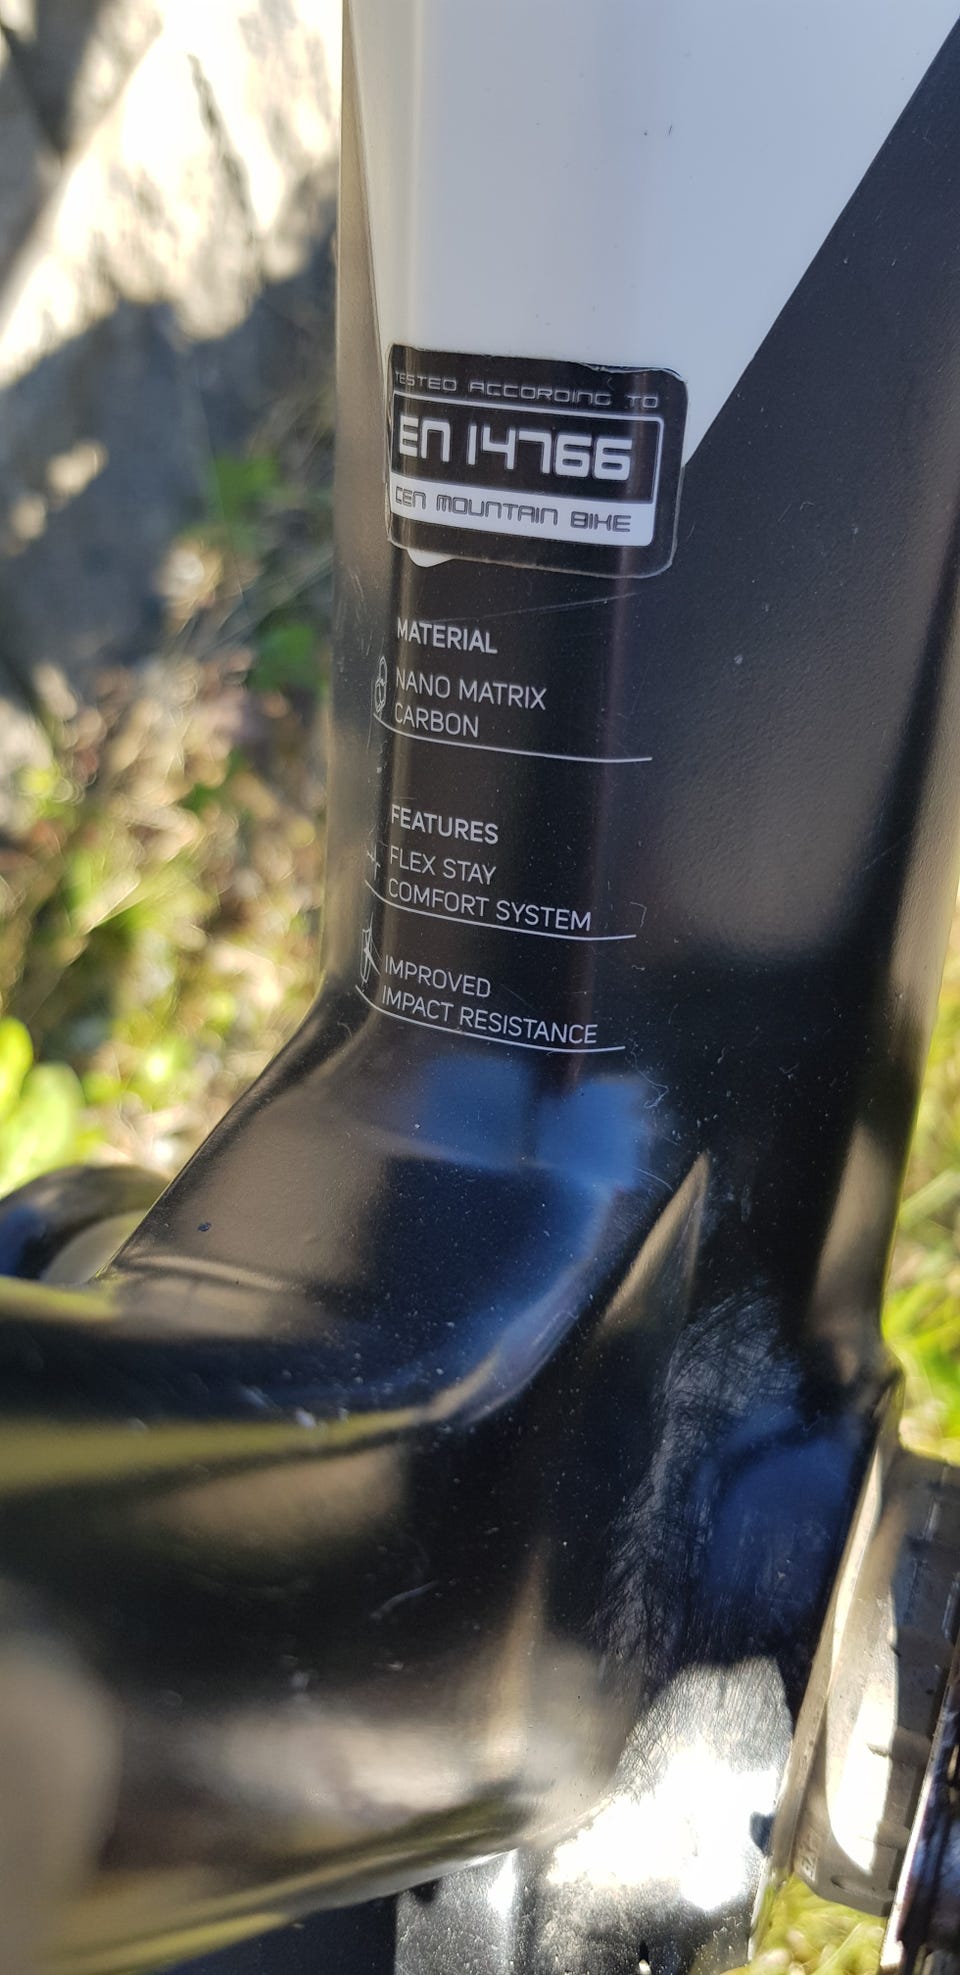 TESTED ACCORDING TO
EN 14766
CEN MOUNTAIN BIKE
MATERIAL
NANO MATRIX
CARBON
FEATURES
FLEX STAY
COMFORT SYSTEM
IMPROVED
IMPACT RESISTANCE